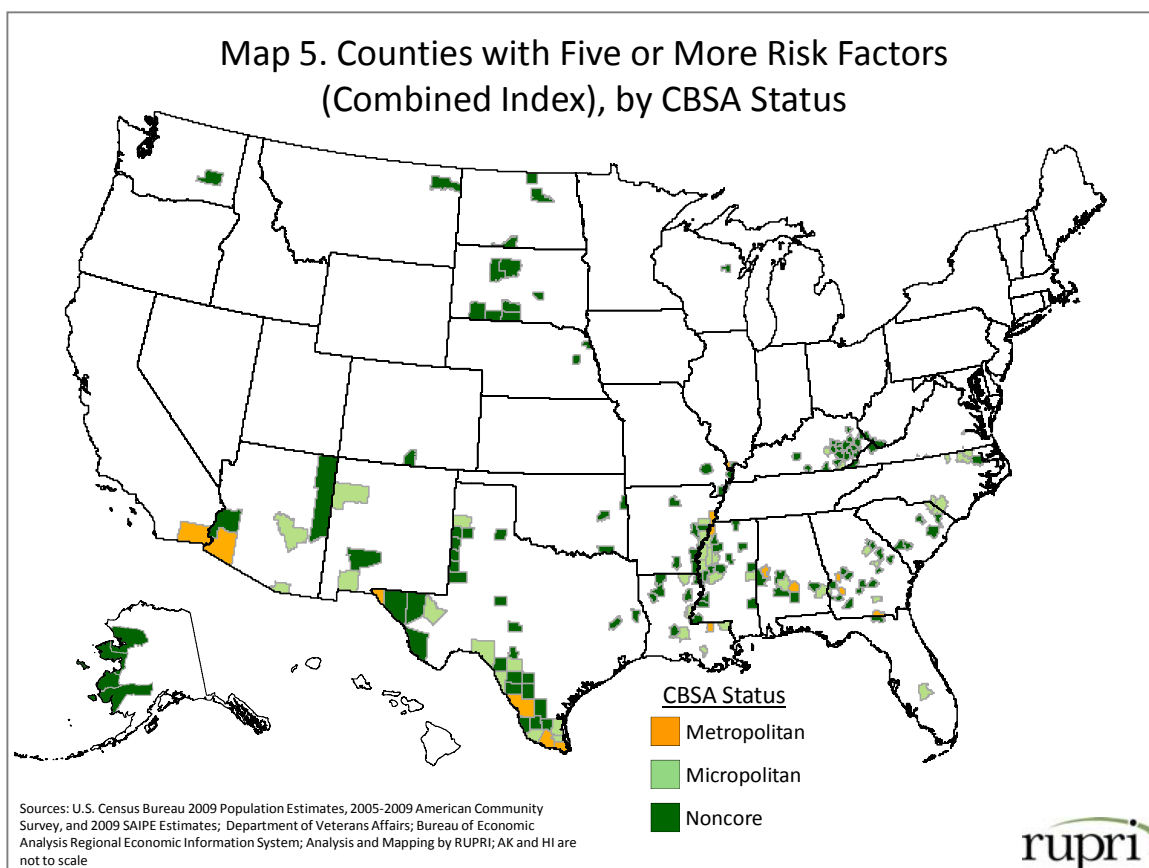 Map 5. Counties with Five or More Risk Factors
(Combined Index), by CBSA Status
CBSA Status
Metropolitan
Micropolitan
Noncore
Sources: U.S. Census Bureau 2009 Population Estimates, 2005-2009 American Community
Survey, and 2009 SAIPE Estimates; Department of Veterans Affairs; Bureau of Economic
Analysis Regional Economic Information System; Analysis and Mapping by RUPRI; AK and HI are
not to scale
rupri